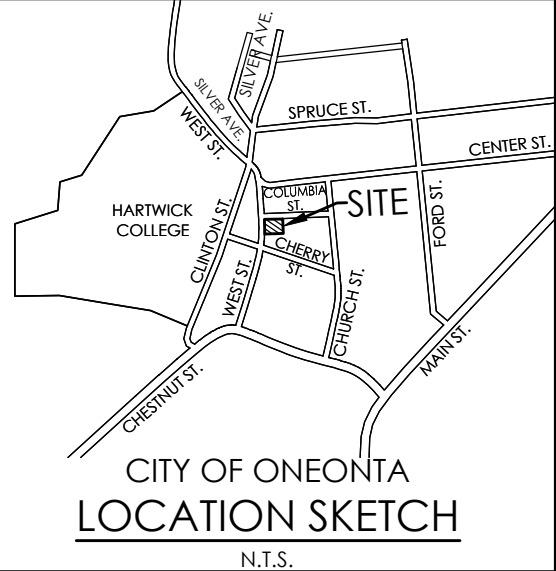 SILVER AVE.
SILVER AVE.
WEST ST.
SPRUCE ST.
CENTER ST.
COLUMBIA
ST.
SITE
HARTWICK
COLLEGE
CLINTON ST.
FORD ST.
CHERRY
ST.
WEST ST.
CHURCH ST.
MAIN ST.
CHESTNUT ST.
CITY OF ONEONTA
LOCATION SKETCH
N.T.S.